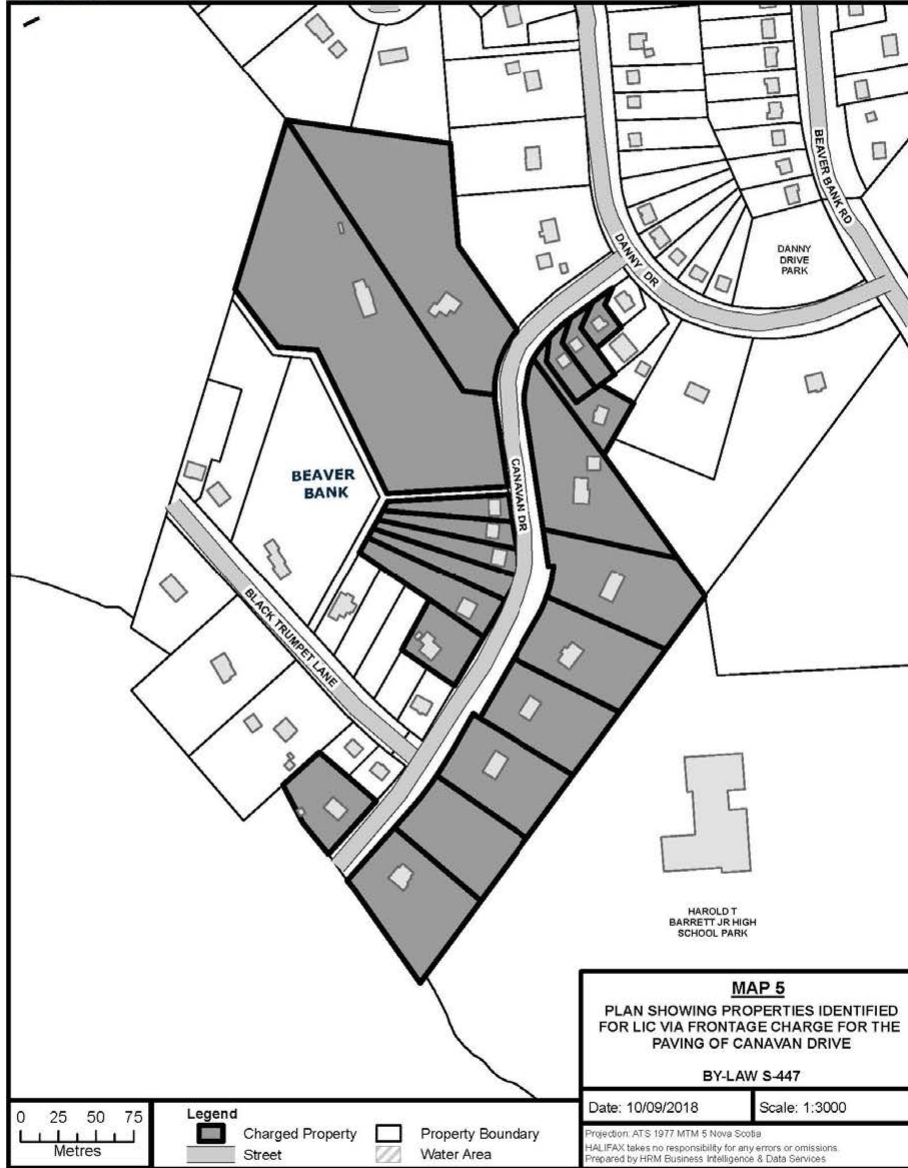 BEAVER BANK RD
DANNY DR
DANNY
DRIVE
PARK
CANAVAN DR
BEAVER
BANK
BLACK TRUMPET LANE
HAROLD T
BARRETT JR HIGH
SCHOOL PARK
MAP 5
PLAN SHOWING PROPERTIES IDENTIFIED
FOR LIC VIA FRONTAGE CHARGE FOR THE
PAVING OF CANAVAN DRIVE
BY-LAW S-447
Date: 10/09/2018
Scale: 1:3000
Projection: ATS 1977 MTM 5 Nova Scotia
HALIFAX takes no responsibility for any errors or omissions.
Prepared by HRM Business Intelligence & Data Services
0 25 50 75
Metres
Legend
Charged Property
Property Boundary
Street
Water Area